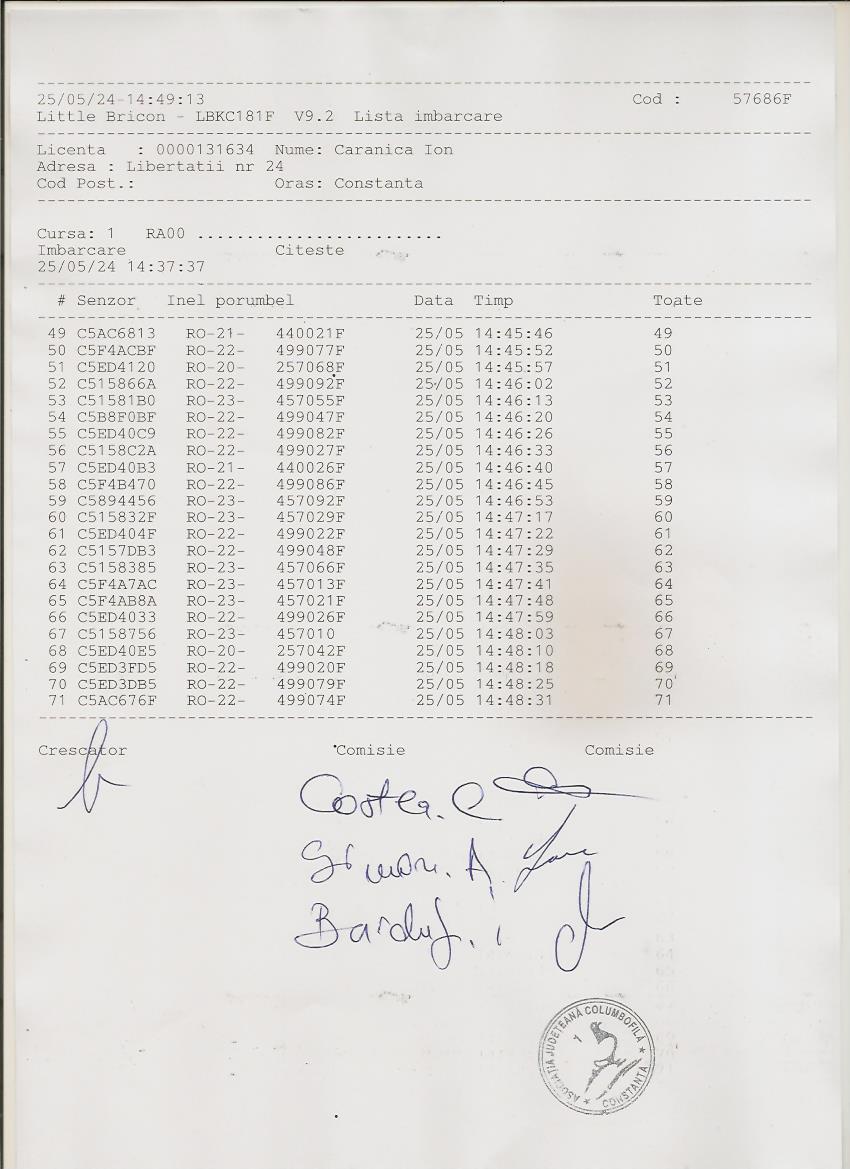 25/05/24-14:49:13 Cod : 57686F
Little Bricon - LBKC181F V9.2 Lista imbarcare
Licenta : 0000131634 Nume: Caranica Ion
Adresa : Libertatii nr 24
Cod Post.: Oras: Constanta
Cursa: 1 RA00 .........................
Imbarcare Citeste
25/05/24 14:37:37
# Senzor Inel porumbel Data Timp Toate
49 C5AC6813 RO-21- 440021F 25/05 14:45:46 49
50 C5F4ACBF RO-22- 499077F 25/05 14:45:52 50
51 C5ED4120 RO-20- 257068F 25/05 14:45:57 51
52 C515866A RO-22- 499092F 25/05 14:46:02 52
53 C51581B0 RO-23- 457055F 25/05 14:46:13 53
54 C5B8F0BF RO-22- 499047F 25/05 14:46:20 54
55 C5ED40C9 RO-22- 499082F 25/05 14:46:26 55
56 C5158C2A RO-22- 499027F 25/05 14:46:33 56
57 C5ED40B3 RO-21- 440026F 25/05 14:46:40 57
58 C5F4B470 RO-22- 499086F 25/05 14:46:45 58
59 C5894456 RO-23- 457092F 25/05 14:46:53 59
60 C515832F RO-23- 457029F 25/05 14:47:17 60
61 C5ED404F RO-22- 499022F 25/05 14:47:22 61
62 C5157DB3 RO-22- 499048F 25/05 14:47:29 62
63 C5158385 RO-23- 457066F 25/05 14:47:35 63
64 C5F4A7AC RO-23- 457013F 25/05 14:47:41 64
65 C5F4AB8A RO-23- 457021F 25/05 14:47:48 65
66 C5ED4033 RO-22- 499026F 25/05 14:47:59 66
67 C5158756 RO-23- 457010 25/05 14:48:03 67
68 C5ED40E5 RO-20- 257042F 25/05 14:48:10 68
69 C5ED3FD5 RO-22- 499020F 25/05 14:48:18 69
70 C5ED3DB5 RO-22- 499079F 25/05 14:48:25 70
71 C5AC676F RO-22- 499074F 25/05 14:48:31 71
Crescator Comisie Comisie
Costea. C
Simon. A.
ASOCIATIA JUDETEANA COLUMBOFILA * CONSTANTA *
1